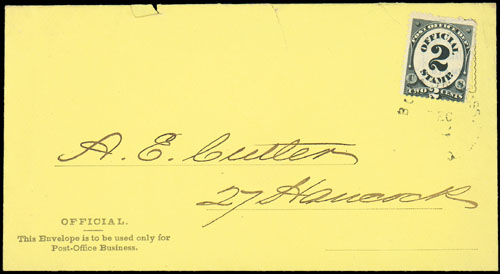 POST OFFICE DEPT.
OFFICIAL
2
STAMP
TWO 2 CENTS
A. E. Cutter
27 Hancock
OFFICIAL.
This Envelope is to be used only for
Post-Office Business.